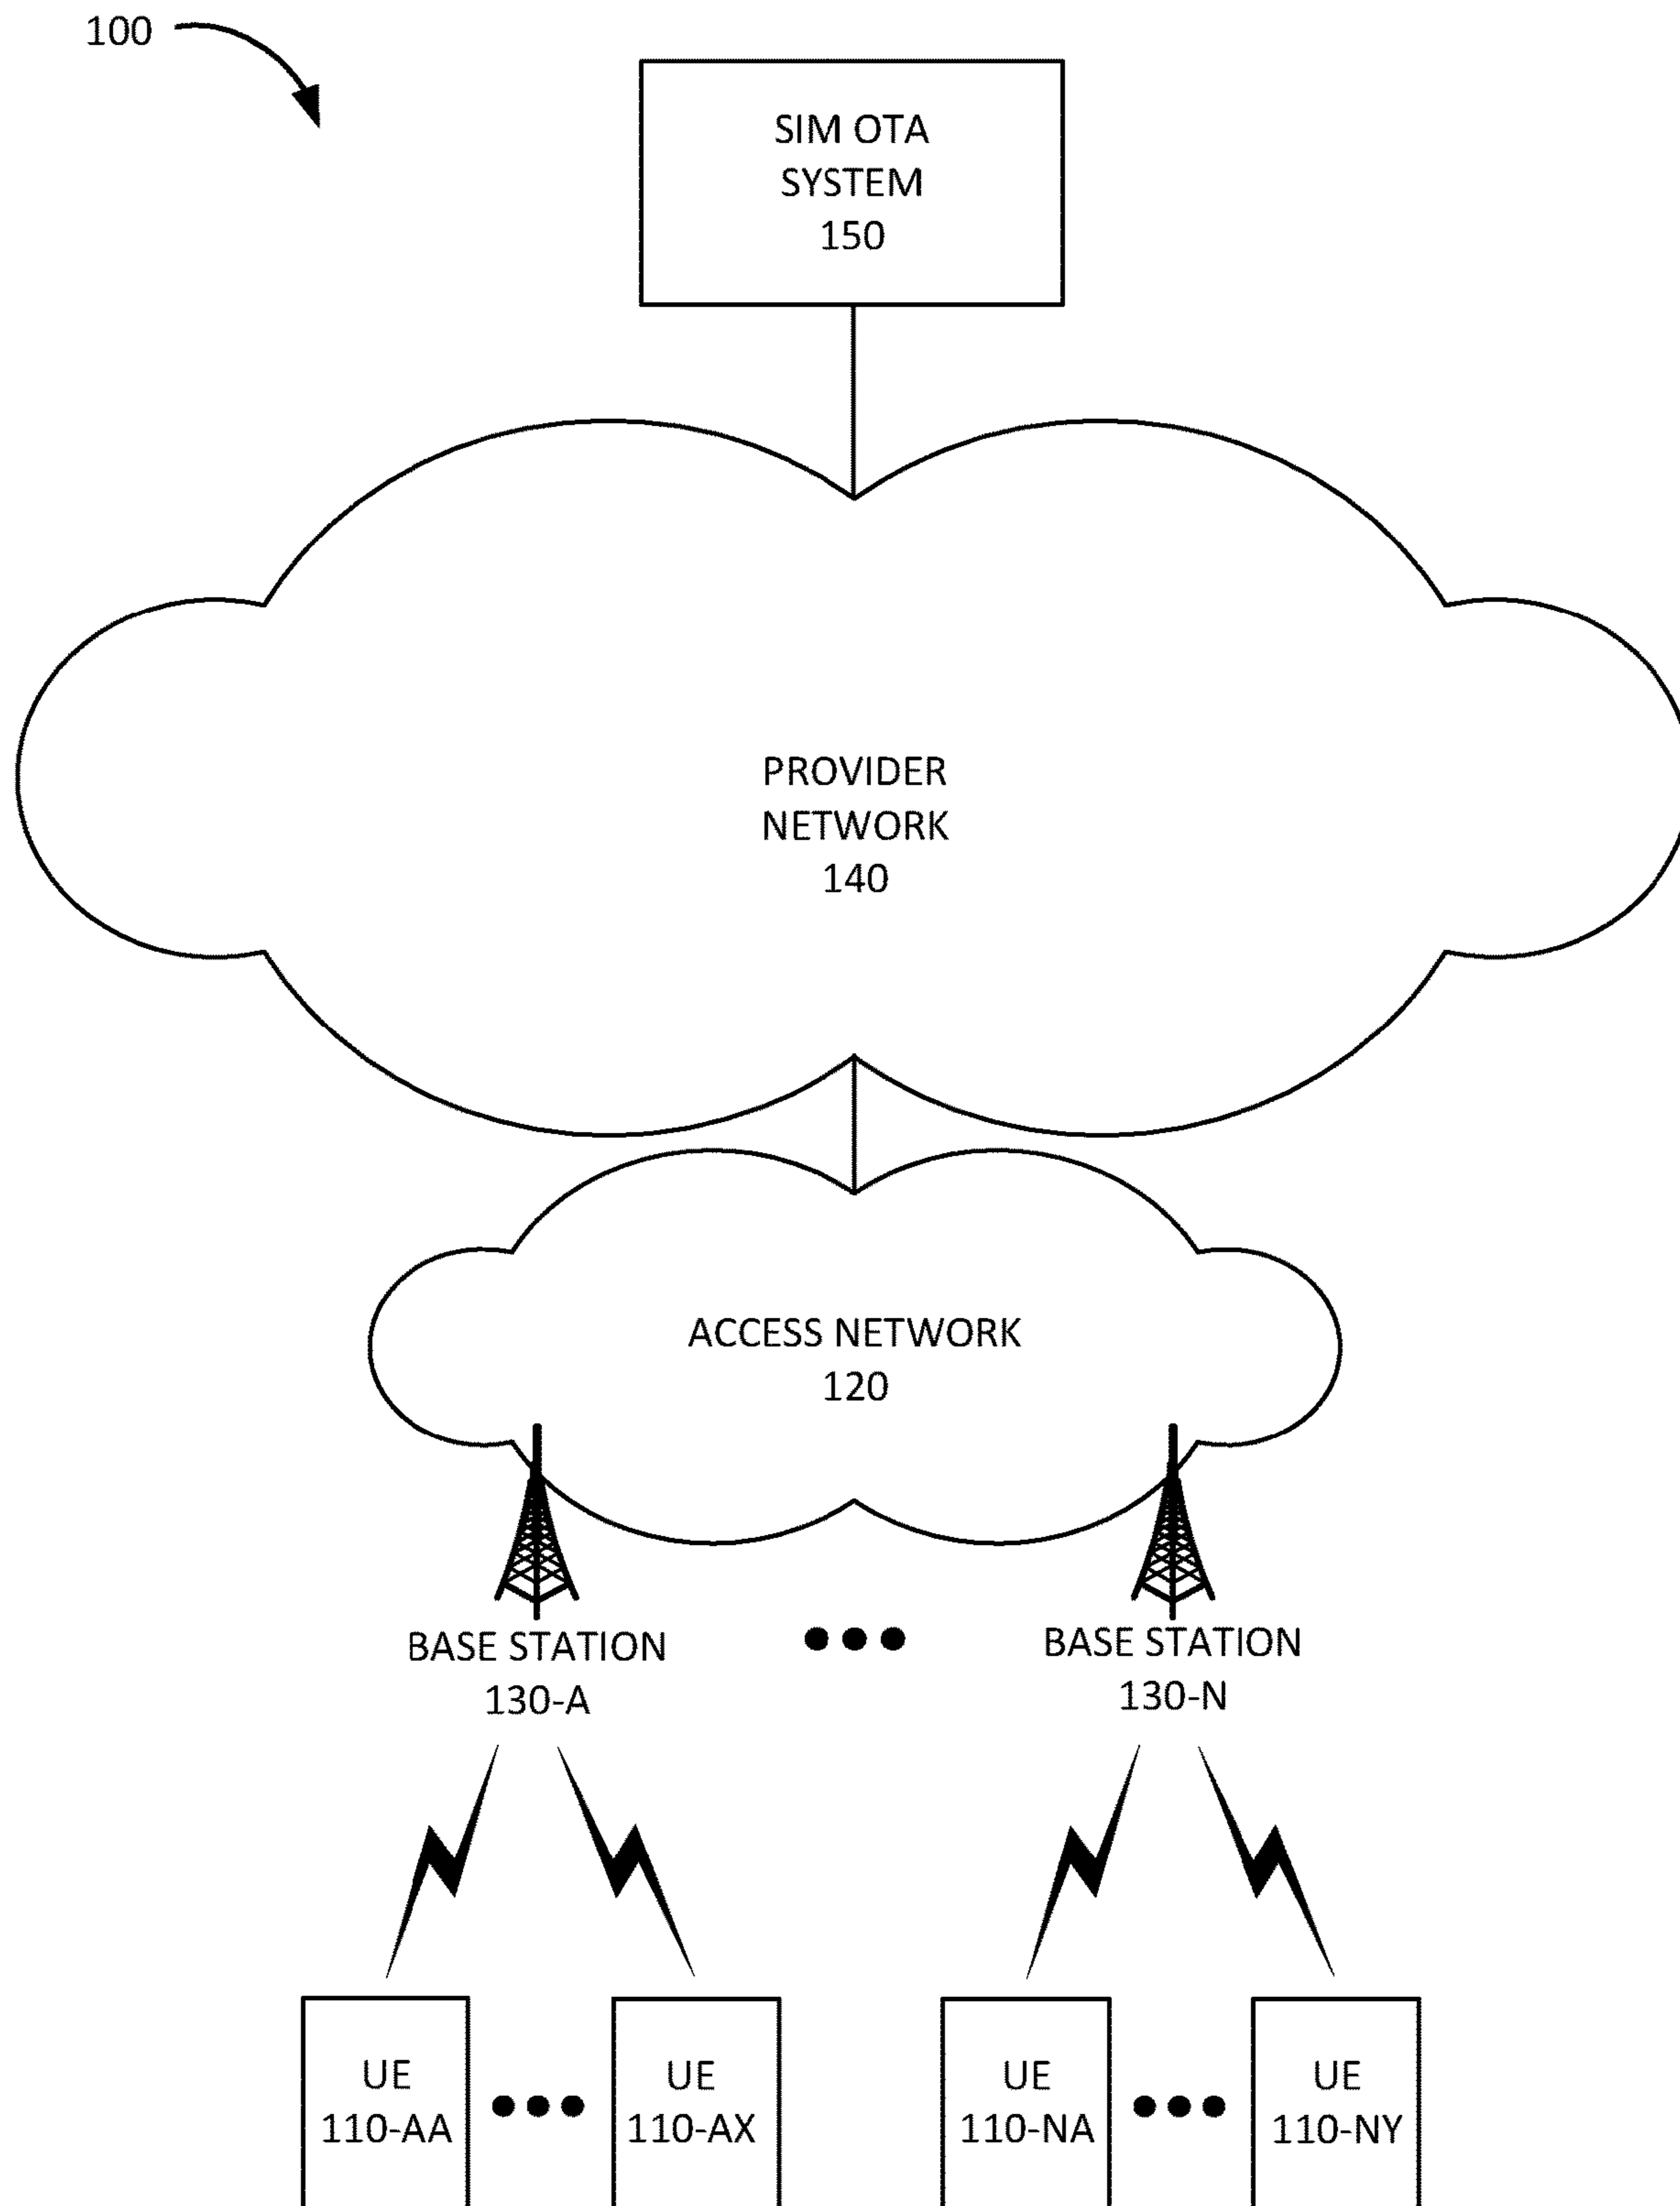 100
SIM OTA
SYSTEM
150
PROVIDER
NETWORK
140
ACCESS NETWORK
120
BASE STATION
130-A
BASE STATION
130-N
UE
110-AA
UE
110-AX
UE
110-NA
UE
110-NY